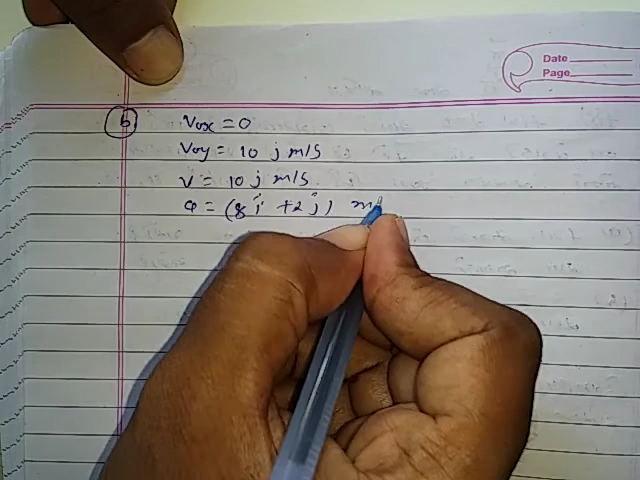 Date
Page
b Vox = 0
Voy = 10 j m/s
V = 10 j m/s
a = (8 i + 2 j) m